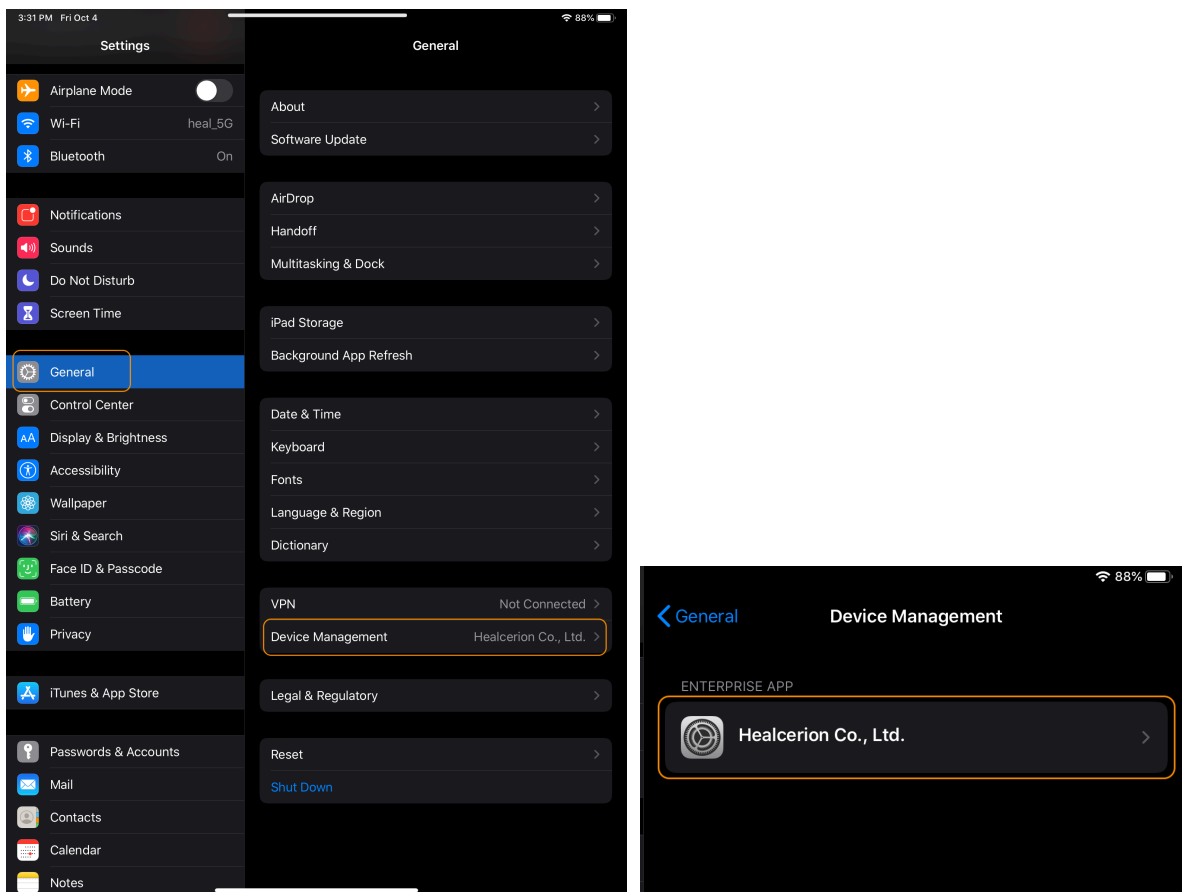 3:31 PM Fri Oct 4
88%
Settings
Airplane Mode
Wi-Fi heal_5G
Bluetooth On
Notifications
Sounds
Do Not Disturb
Screen Time
General
Control Center
AA Display & Brightness
Accessibility
Wallpaper
Siri & Search
Face ID & Passcode
Battery
Privacy
iTunes & App Store
Passwords & Accounts
Mail
Contacts
Calendar
Notes
General
About
Software Update
AirDrop
Handoff
Multitasking & Dock
iPad Storage
Background App Refresh
Date & Time
Keyboard
Fonts
Language & Region
Dictionary
VPN Not Connected
Device Management Healcerion Co., Ltd.
Legal & Regulatory
Reset
Shut Down
88%
General Device Management
ENTERPRISE APP
Healcerion Co., Ltd.